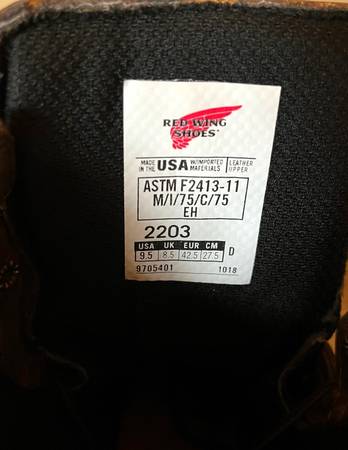 RED WING
SHOES®
MADE IN THE USA W/IMPORTED MATERIALS LEATHER UPPER
ASTM F2413-11
M/I/75/C/75
EH
2203
USA UK EUR CM
9.5 8.5 42.5 27.5 D
9705401 1018